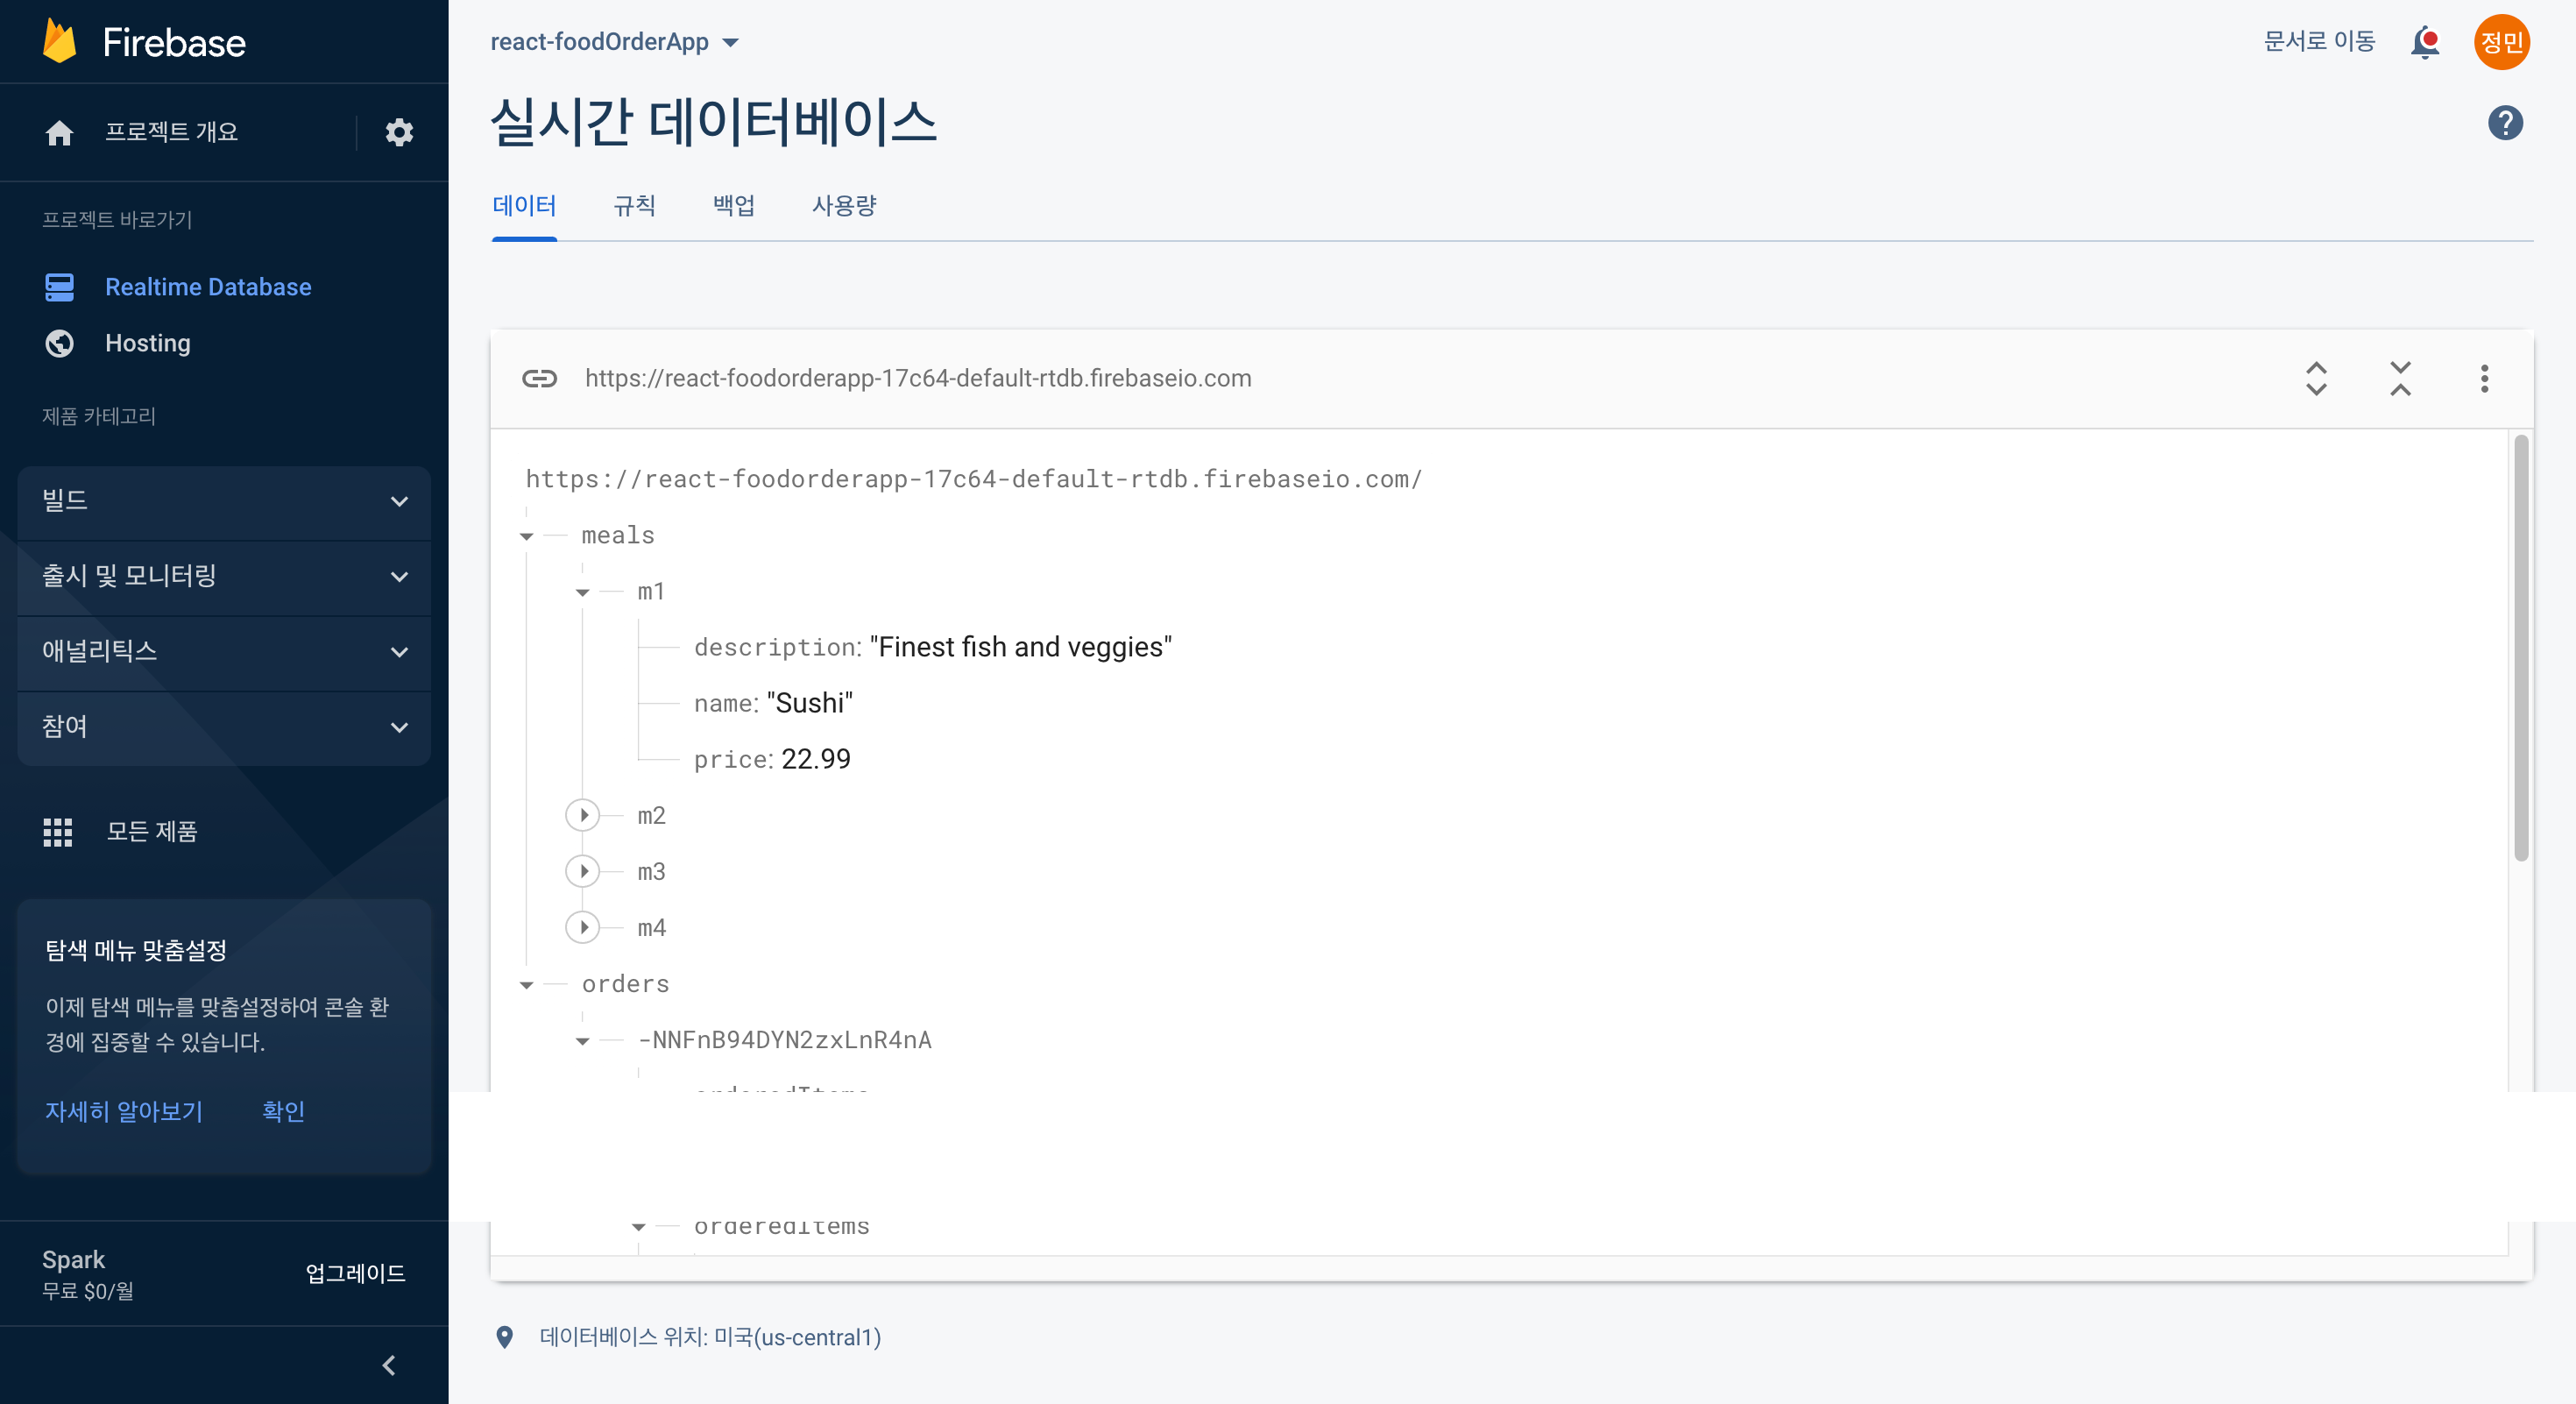 Firebase
프로젝트 개요
프로젝트 바로가기
Realtime Database
Hosting
제품 카테고리
빌드
출시 및 모니터링
애널리틱스
참여
모든 제품
탐색 메뉴 맞춤설정
이제 탐색 메뉴를 맞춤설정하여 콘솔 환
경에 집중할 수 있습니다.
자세히 알아보기 확인
Spark
무료 $0/월
업그레이드
react-foodOrderApp
문서로 이동
정민
실시간 데이터베이스
데이터 규칙 백업 사용량
https://react-foodorderapp-17c64-default-rtdb.firebaseio.com
https://react-foodorderapp-17c64-default-rtdb.firebaseio.com/
meals
m1
description: "Finest fish and veggies"
name: "Sushi"
price: 22.99
m2
m3
m4
orders
-NNFnB94DYN2zxLnR4nA
orderedItems
데이터베이스 위치: 미국(us-central1)